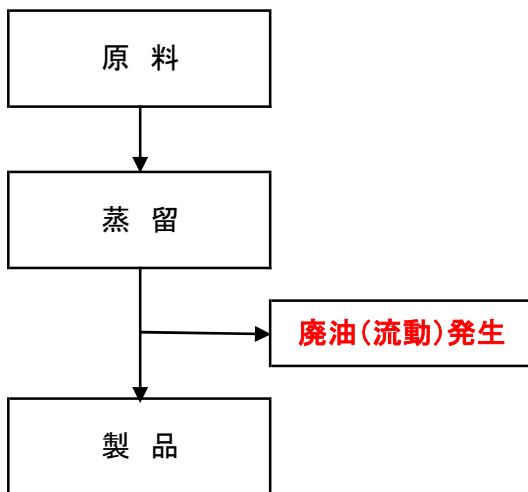 原 料
蒸 留
廃油（流動）発生
製 品